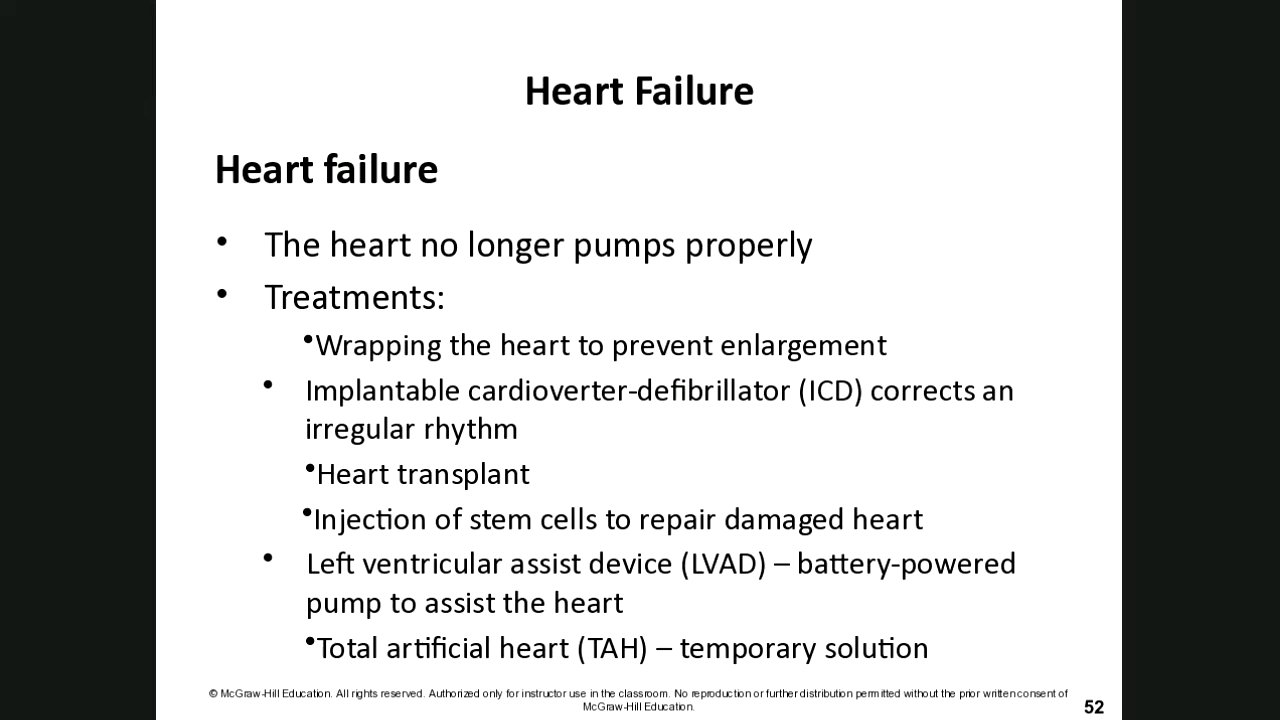 Heart Failure
Heart failure
• The heart no longer pumps properly
• Treatments:
•Wrapping the heart to prevent enlargement
• Implantable cardioverter-defibrillator (ICD) corrects an
irregular rhythm
•Heart transplant
•Injection of stem cells to repair damaged heart
• Left ventricular assist device (LVAD) – battery-powered
pump to assist the heart
•Total artificial heart (TAH) – temporary solution
© McGraw-Hill Education. All rights reserved. Authorized only for instructor use in the classroom. No reproduction or further distribution permitted without the prior written consent of
McGraw-Hill Education.
52